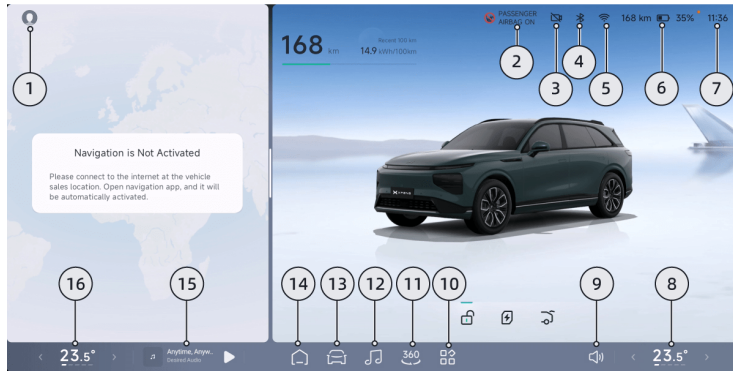 PASSENGER
AIRBAG ON
168 km 35% 11:36
168 km
Recent 100 km
14.9 kWh/100km
1
2
3
4
5
6
7
Navigation is Not Activated
Please connect to the internet at the vehicle
sales location. Open navigation app, and it will
be automatically activated.
XPENG
16
15
14
13
12
11
10
9
8
< 23.5° >
Anytime, Anyw..
Desired Audio
360
< 23.5° >